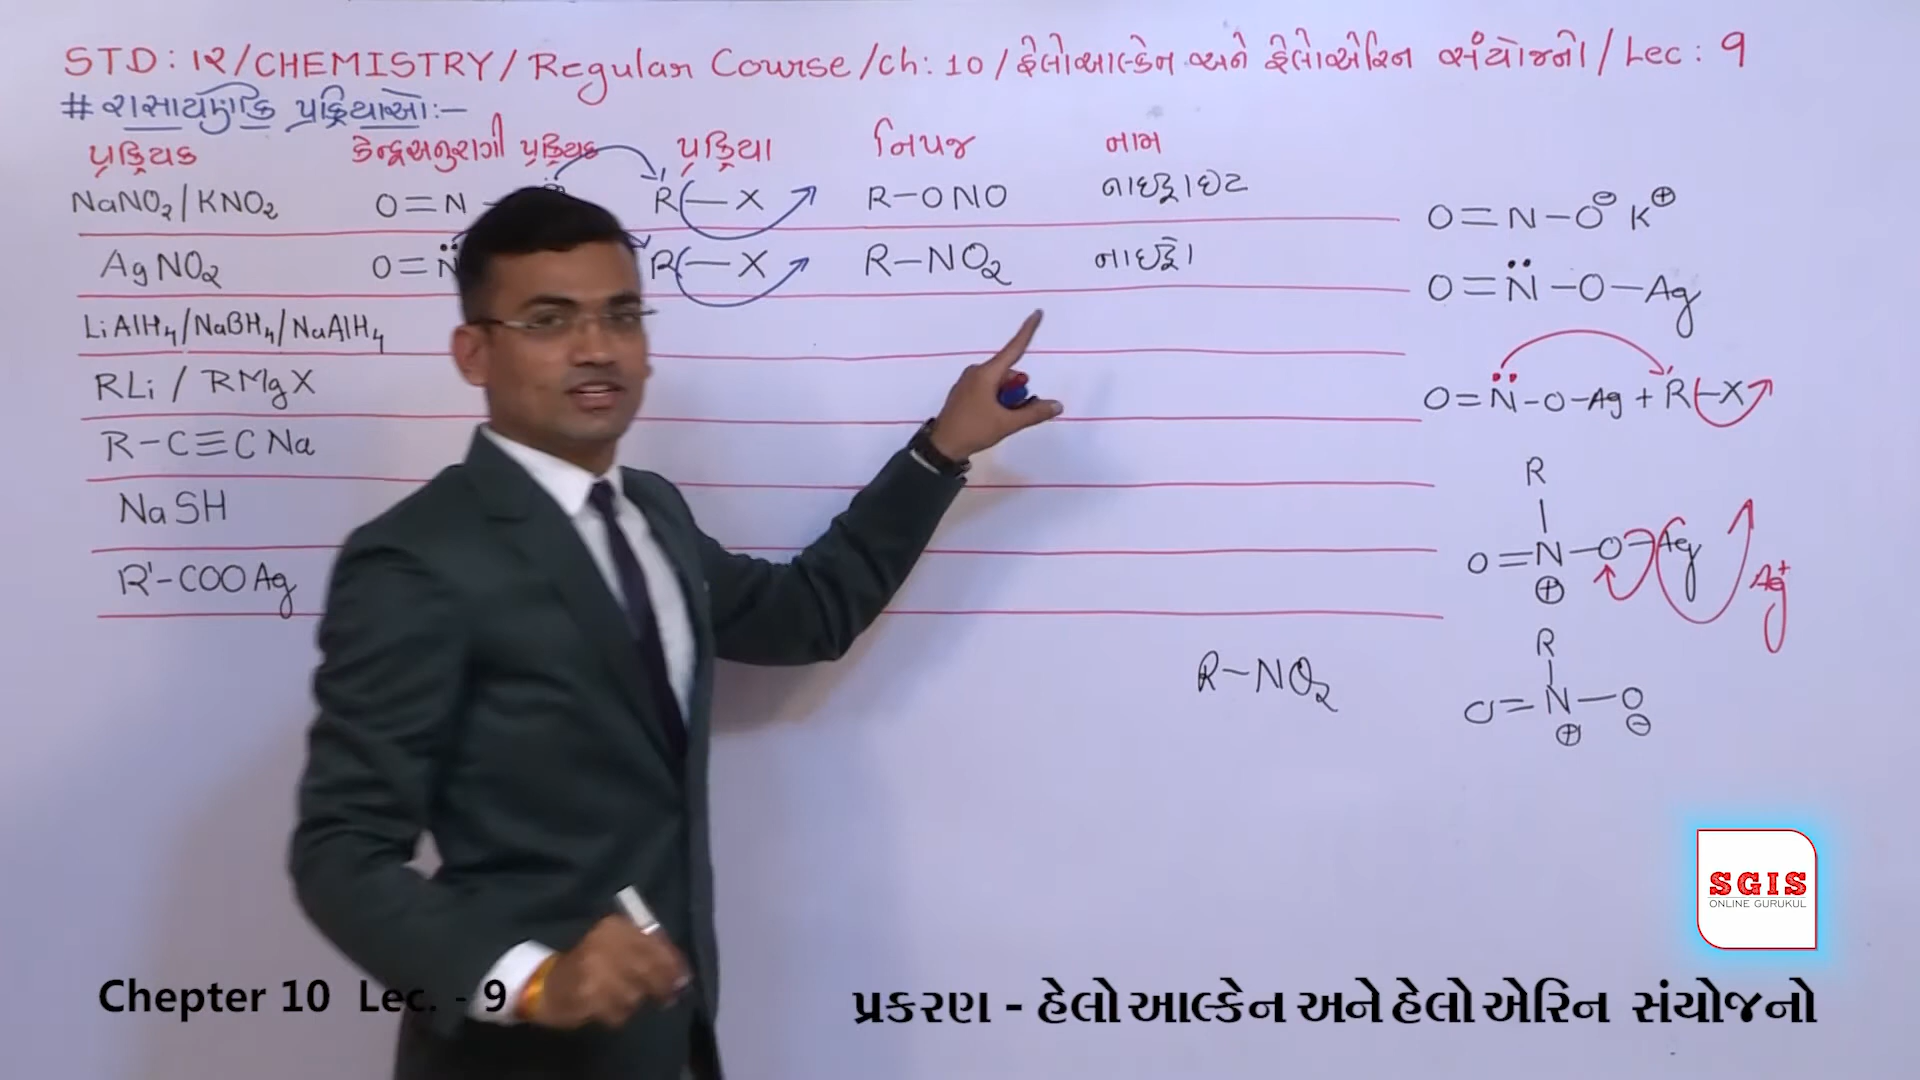 STD: 12/CHEMISTRY/Regular Course/ch: 10/હેલોઆલ્કેન અને હેલોએરિન સંયોજનો/Lec: 9
# રાસાયણિક પ્રક્રિયાઓ:-
પ્રક્રિયક કેન્દ્રઅનુરાગી પ્રક્રિયક પ્રક્રિયા નિપજ નામ
NaNO2/KNO2 O=N- R-X R-ONO નાઇટ્રાઇટ
AgNO2 O=N R-X R-NO2 નાઇટ્રો
LiAlH4/NaBH4/NaAlH4
RLi / RMgX
R-C≡CNa
NaSH
R'-COOAg
O=N-O⊖ K⊕
O=N̈-O-Ag
O=N̈-O-Ag + R-X
R
|
O=N-O-Ag Ag+
⊕
R
|
O=N-O
⊕ ⊖
R-NO2
SGIS
ONLINE GURUKUL
Chepter 10 Lec. - 9
પ્રકરણ - હેલોઆલ્કેન અને હેલોએરિન સંયોજનો